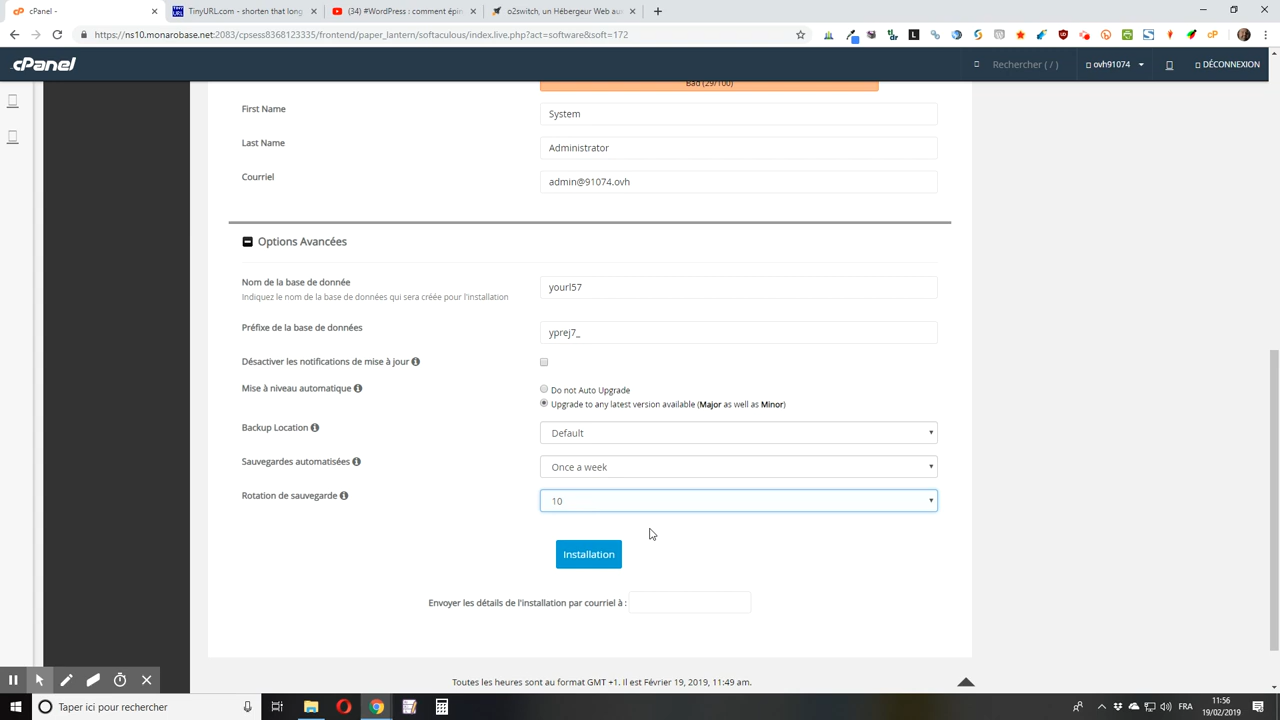 cPanel -
TinyURL.com - shorten that long
(34) #WordPress : comment épin
o2switch, un Hébergeur Web aux
https://ns10.monarobase.net:2083/cpsess8368123335/frontend/paper_lantern/softaculous/index.live.php?act=software&soft=172
cPanel
Rechercher ( / )
ovh91074
DÉCONNEXION
Bad (29/100)
First Name
System
Last Name
Administrator
Courriel
admin@91074.ovh
Options Avancées
Nom de la base de donnée
yourl57
Indiquez le nom de la base de données qui sera créée pour l'installation
Préfixe de la base de données
yprej7_
Désactiver les notifications de mise à jour
Mise à niveau automatique
Do not Auto Upgrade
Upgrade to any latest version available (Major as well as Minor)
Backup Location
Default
Sauvegardes automatisées
Once a week
Rotation de sauvegarde
10
Installation
Envoyer les détails de l'installation par courriel à :
Toutes les heures sont au format GMT +1. Il est Février 19, 2019, 11:49 am.
Taper ici pour rechercher
FRA
11:56
19/02/2019